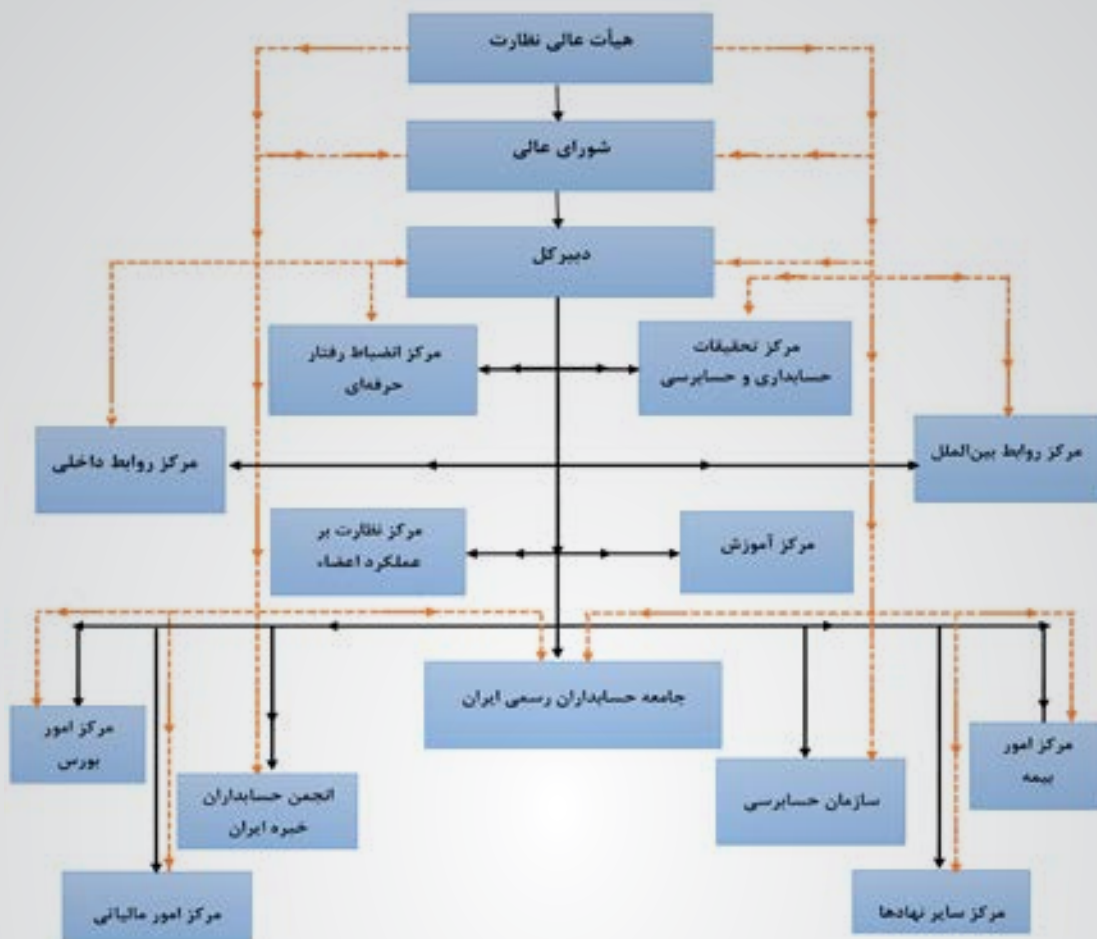 هیأت عالی نظارت
شورای عالی
دبیرکل
مرکز تحقیقات
حسابداری و حسابرسی
مرکز انضباط رفتار
حرفه‌ای
مرکز روابط بین‌الملل
مرکز روابط داخلی
مرکز آموزش
مرکز نظارت بر
عملکرد اعضاء
جامعه حسابداران رسمی ایران
مرکز امور
بیمه
سازمان حسابرسی
انجمن حسابداران
خبره ایران
مرکز امور
بورس
مرکز سایر نهادها
مرکز امور مالیاتی